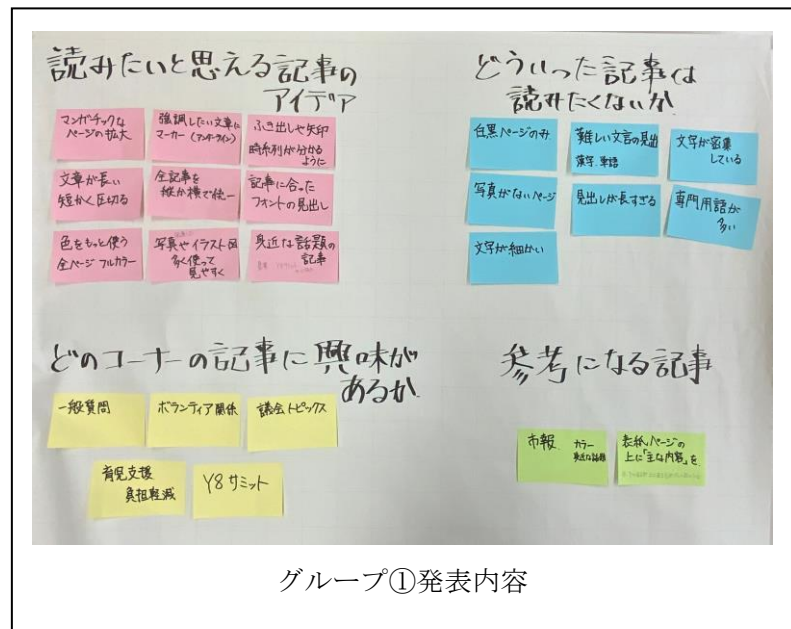 読みたいと思える記事の
アイデア
マンガチックな
ページの拡大
強調したい文章に
マーカー(アンダーライン)
ふき出しや矢印
時系列が分かる
ように
文章が長い
短かく区切る
全記事を
縦か横で統一
記事に合った
フォントの見出し
色をもっと使う
全ページ フルカラー
写真やイラスト図
多く使って
見やすく
身近な話題の
記事
どういった記事は
読みたくないか
白黒ページのみ
難しい文言の見出
漢字、単語
文字が密集
している
写真がないページ
見出しが長すぎる
専門用語が
多い
文字が細かい
どのコーナーの記事に興味が
あるか
一般質問
ボランティア関係
議会トピックス
育児支援
負担軽減
Y8サミット
参考になる記事
市報 カラー
身近な話題
表紙ページの
上に「主な内容」を
グループ①発表内容